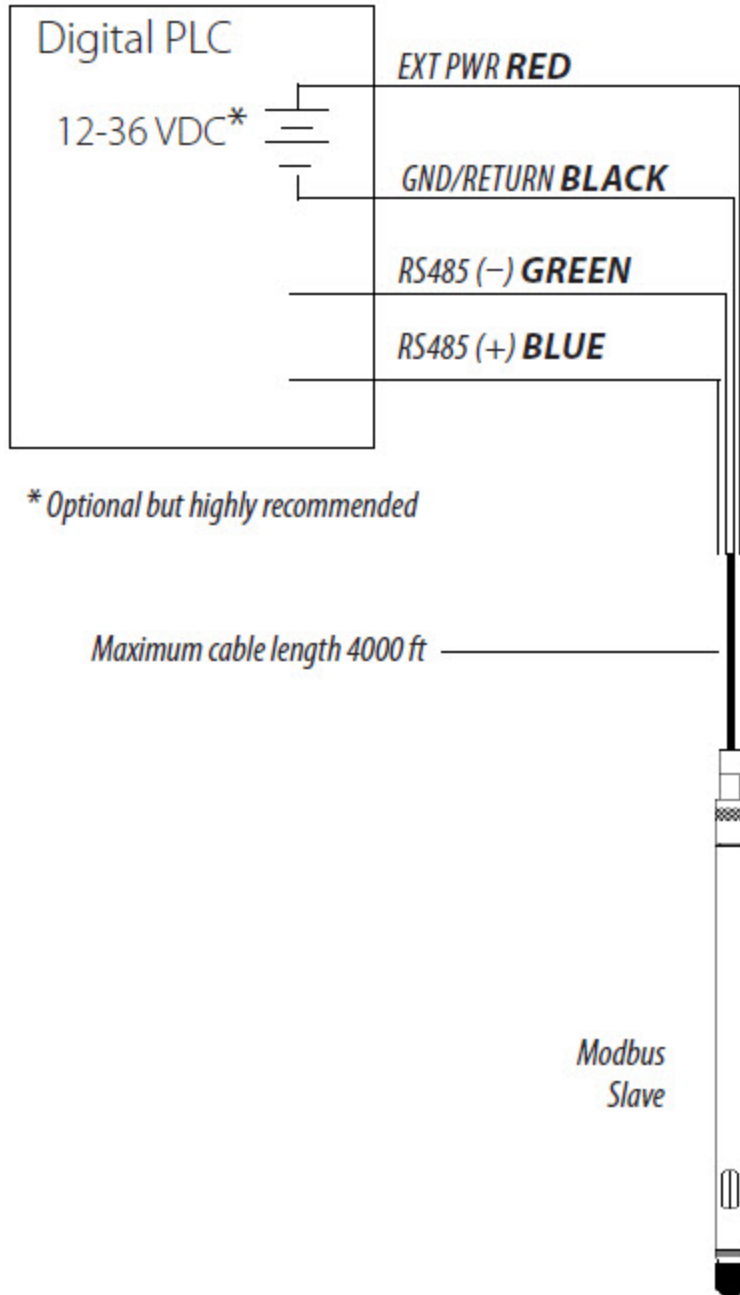 Digital PLC
12-36 VDC*
EXT PWR RED
GND/RETURN BLACK
RS485 (−) GREEN
RS485 (+) BLUE
* Optional but highly recommended
Maximum cable length 4000 ft
Modbus
Slave